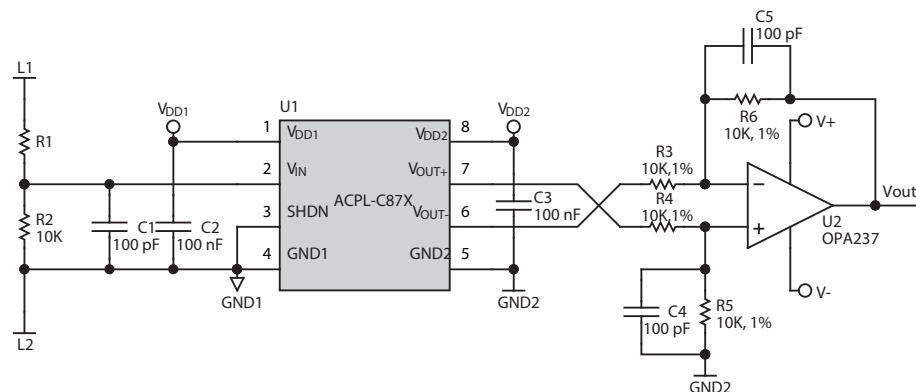 C5
100 pF
L1
R6
10K, 1%
V+
VDD1
U1
VDD2
1
VDD1
VDD2
8
R1
R3
10K,1%
2
VIN
VOUT+
7
ACPL-C87X
R4
10K,1%
Vout
R2
10K
C1
100 pF
C2
100 nF
3
SHDN
VOUT-
6
C3
100 nF
U2
OPA237
4
GND1
GND2
5
GND1
GND2
V-
C4
100 pF
R5
10K, 1%
L2
GND2